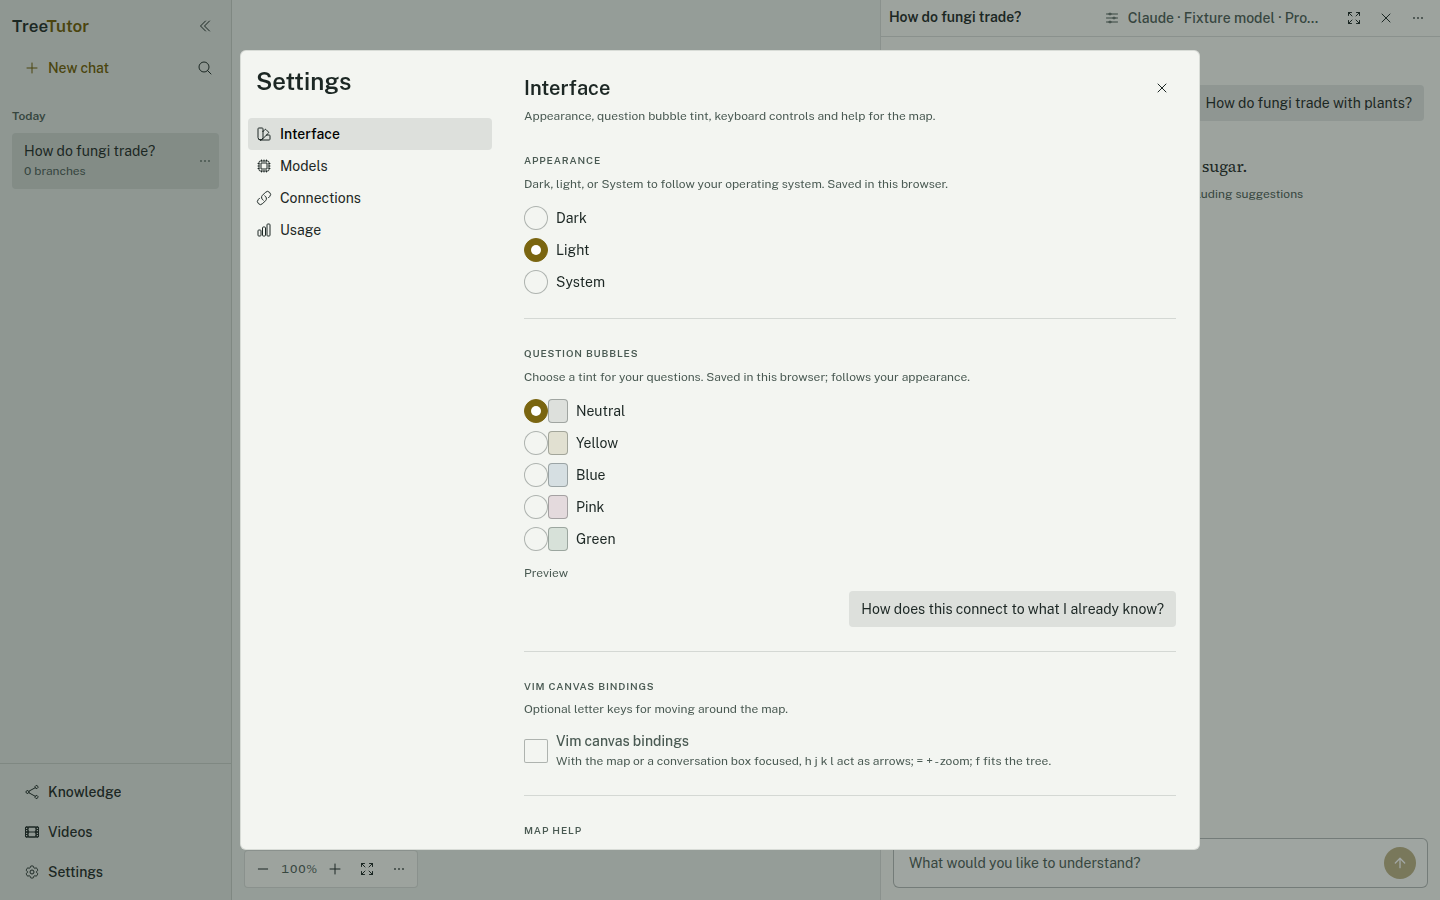 TreeTutor
New chat
Today
How do fungi trade?
...
0 branches
Knowledge
Videos
Settings
Settings
Interface
Models
Connections
Usage
Interface
Appearance, question bubble tint, keyboard controls and help for the map.
APPEARANCE
Dark, light, or System to follow your operating system. Saved in this browser.
Dark
Light
System
QUESTION BUBBLES
Choose a tint for your questions. Saved in this browser; follows your appearance.
Neutral
Yellow
Blue
Pink
Green
Preview
How does this connect to what I already know?
VIM CANVAS BINDINGS
Optional letter keys for moving around the map.
Vim canvas bindings
With the map or a conversation box focused, h j k l act as arrows; = + - zoom; f fits the tree.
MAP HELP
100%
How do fungi trade?
Claude · Fixture model · Pro...
How do fungi trade with plants?
sugar.
uding suggestions
What would you like to understand?